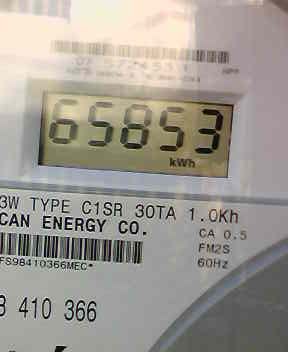 65853
kWh
3W TYPE C1SR 30TA 1.0Kh
CAN ENERGY CO.
CA 0.5
FM2S
60Hz
FS98410366MEC*
8 410 366